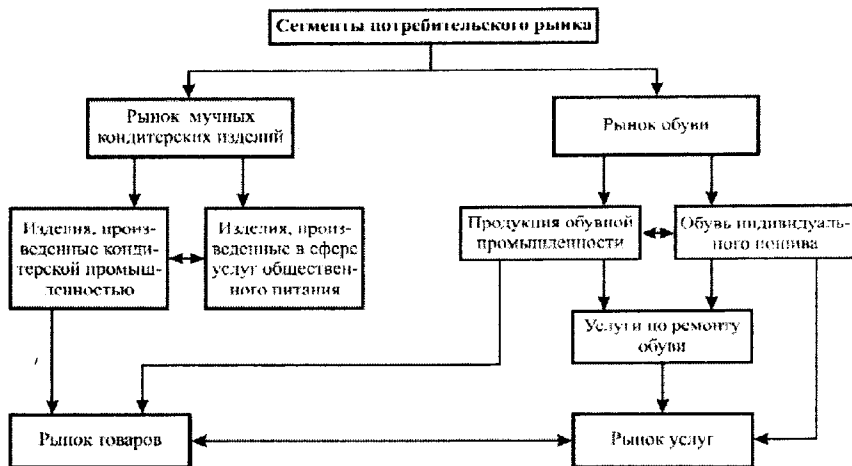 Сегменты потребительского рынка
Рынок мучных
кондитерских изделий
Рынок обуви
Изделия, произ-
веденные конди-
терской промыш-
ленностью
Изделия, произ-
веденные в сфере
услуг обществен-
ного питания
Продукция обувной
промышленности
Обувь индивидуаль-
ного пошива
Услуги по ремонту
обуви
Рынок товаров
Рынок услуг